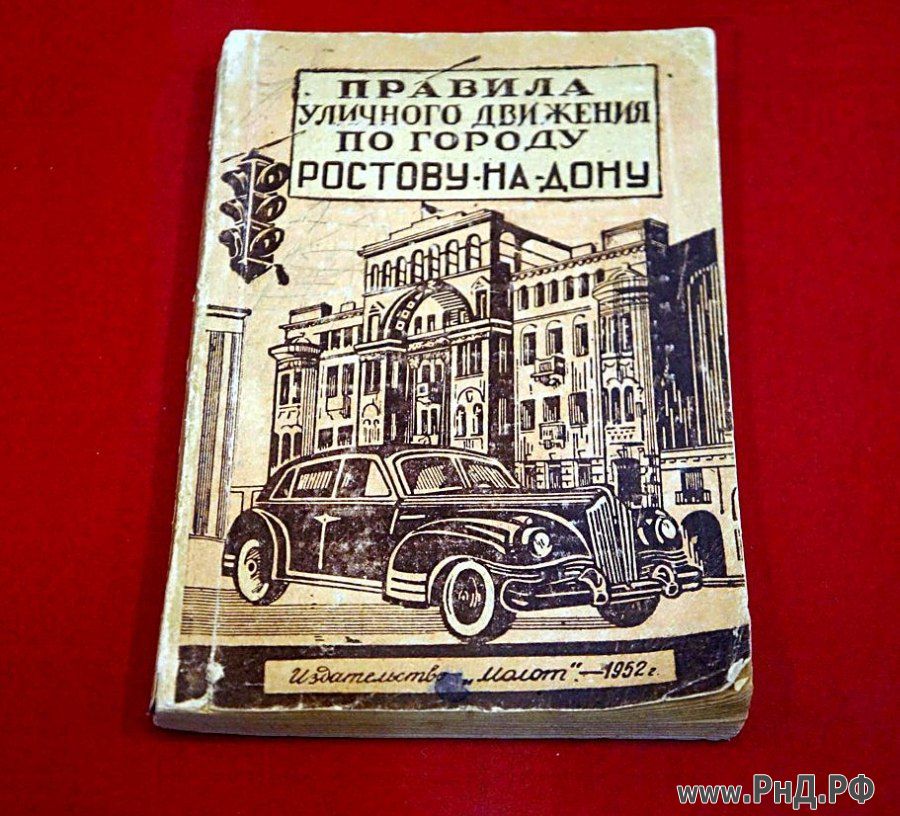 ПРАВИЛА
УЛИЧНОГО ДВИЖЕНИЯ
ПО ГОРОДУ
РОСТОВУ-НА-ДОНУ
Издательство „Молот“.—1952 г.
www.РнД.РФ